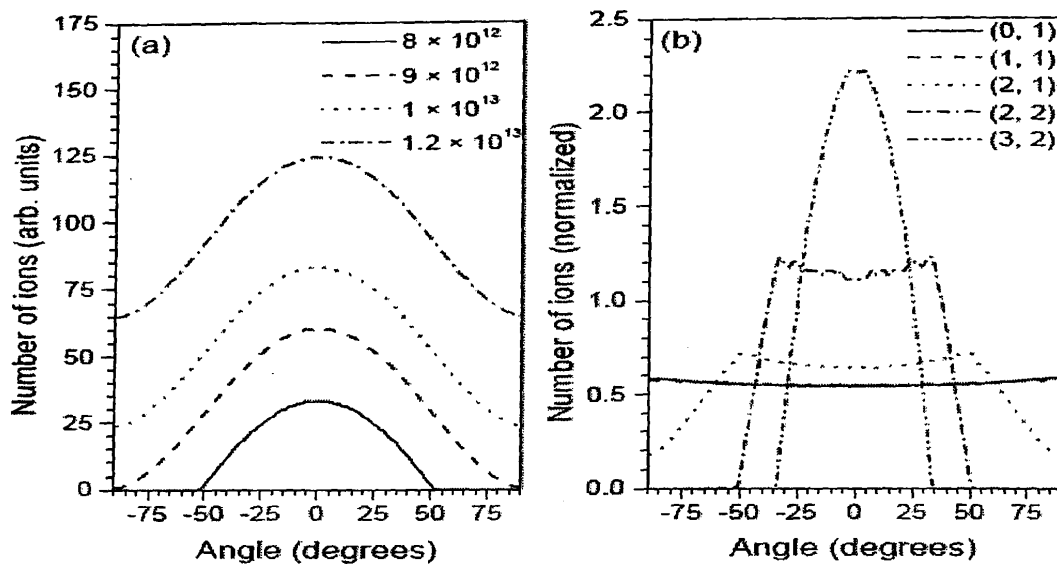 (a)
8 × 10¹²
9 × 10¹²
1 × 10¹³
1.2 × 10¹³
175
150
125
100
75
50
25
0
Number of ions (arb. units)
-75 -50 -25 0 25 50 75
Angle (degrees)
(b)
(0, 1)
(1, 1)
(2, 1)
(2, 2)
(3, 2)
2.5
2.0
1.5
1.0
0.5
0.0
Number of ions (normalized)
-75 -50 -25 0 25 50 75
Angle (degrees)